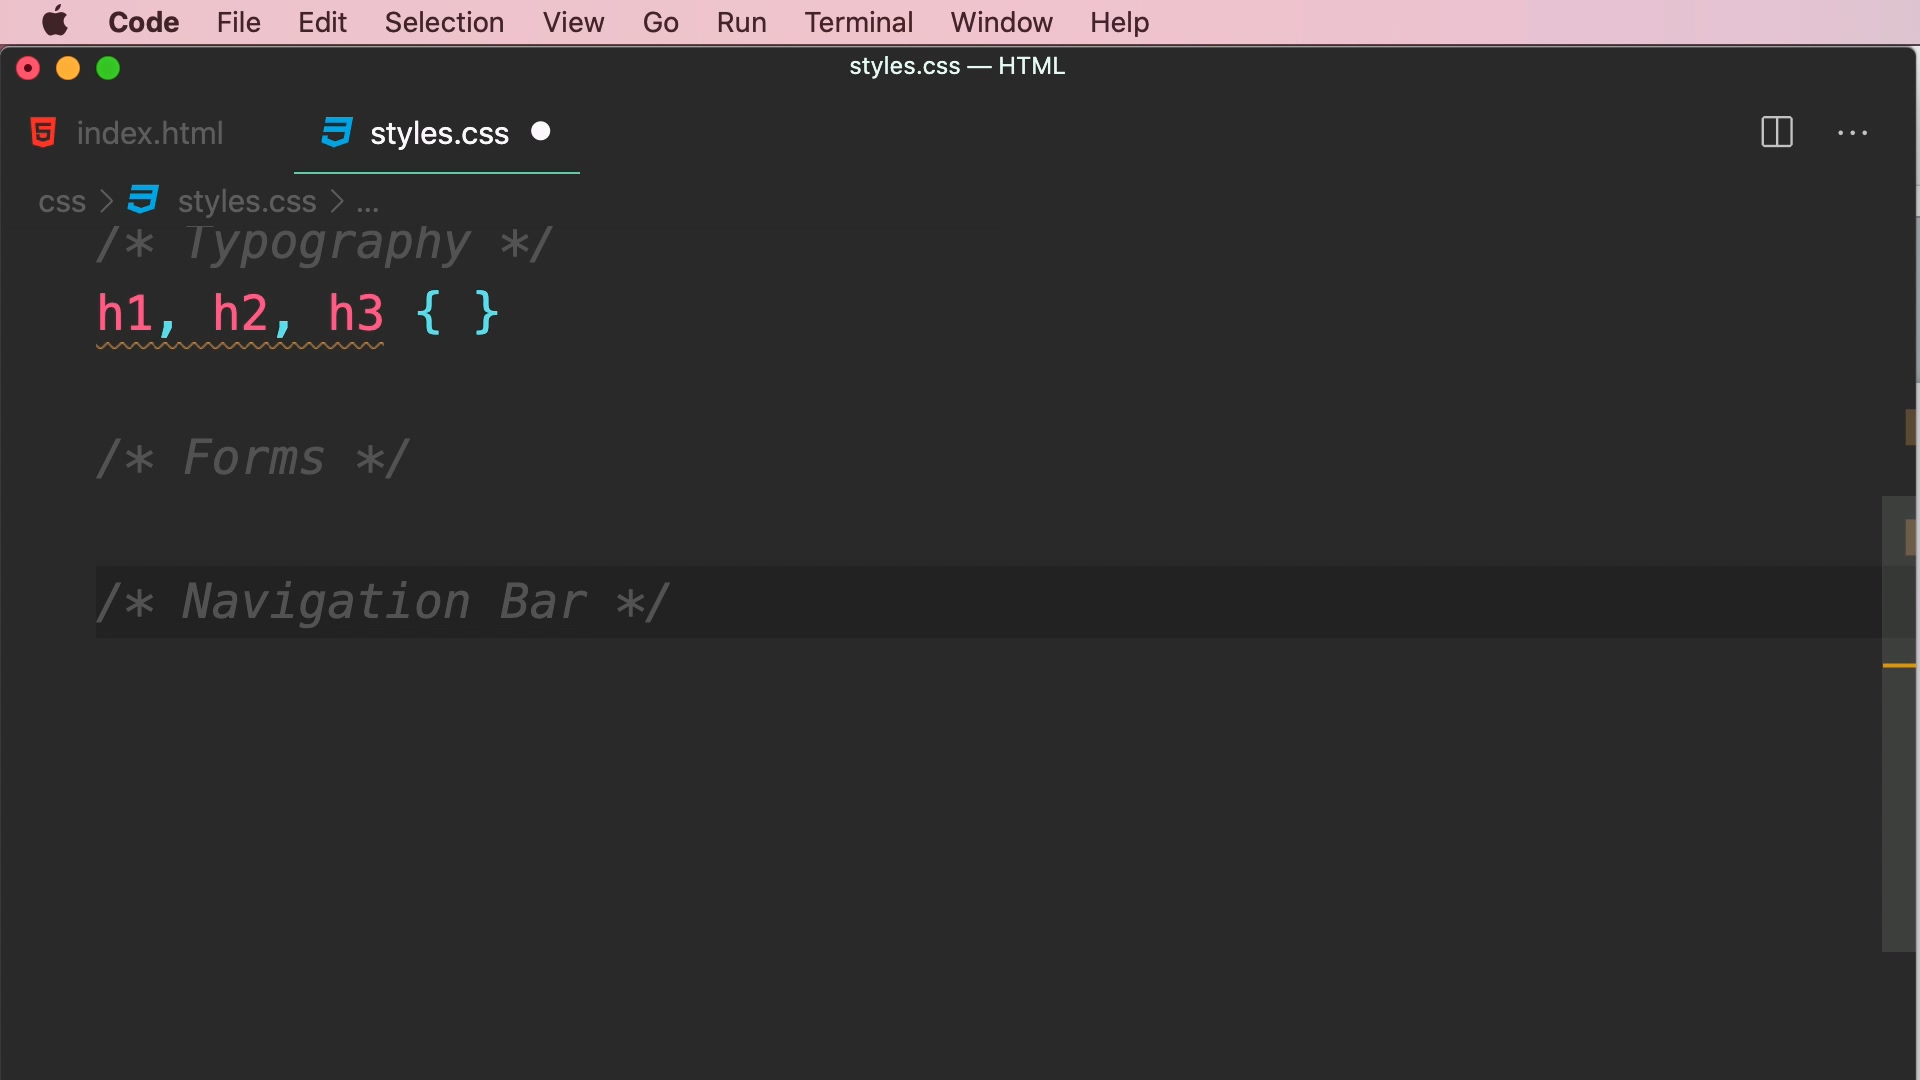 Code File Edit Selection View Go Run Terminal Window Help
styles.css — HTML
index.html styles.css
css > styles.css > ...
/* Typography */
h1, h2, h3 { }
/* Forms */
/* Navigation Bar */